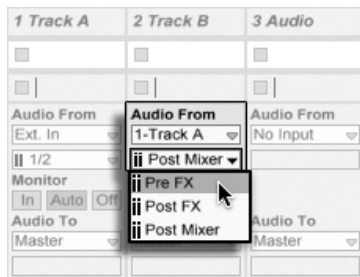 1 Track A 2 Track B 3 Audio
Audio From Audio From Audio From
Ext. In 1-Track A No Input
1/2 Post Mixer
Monitor Pre FX
In Auto Off Post FX
Audio To Post Mixer Audio To
Master Master